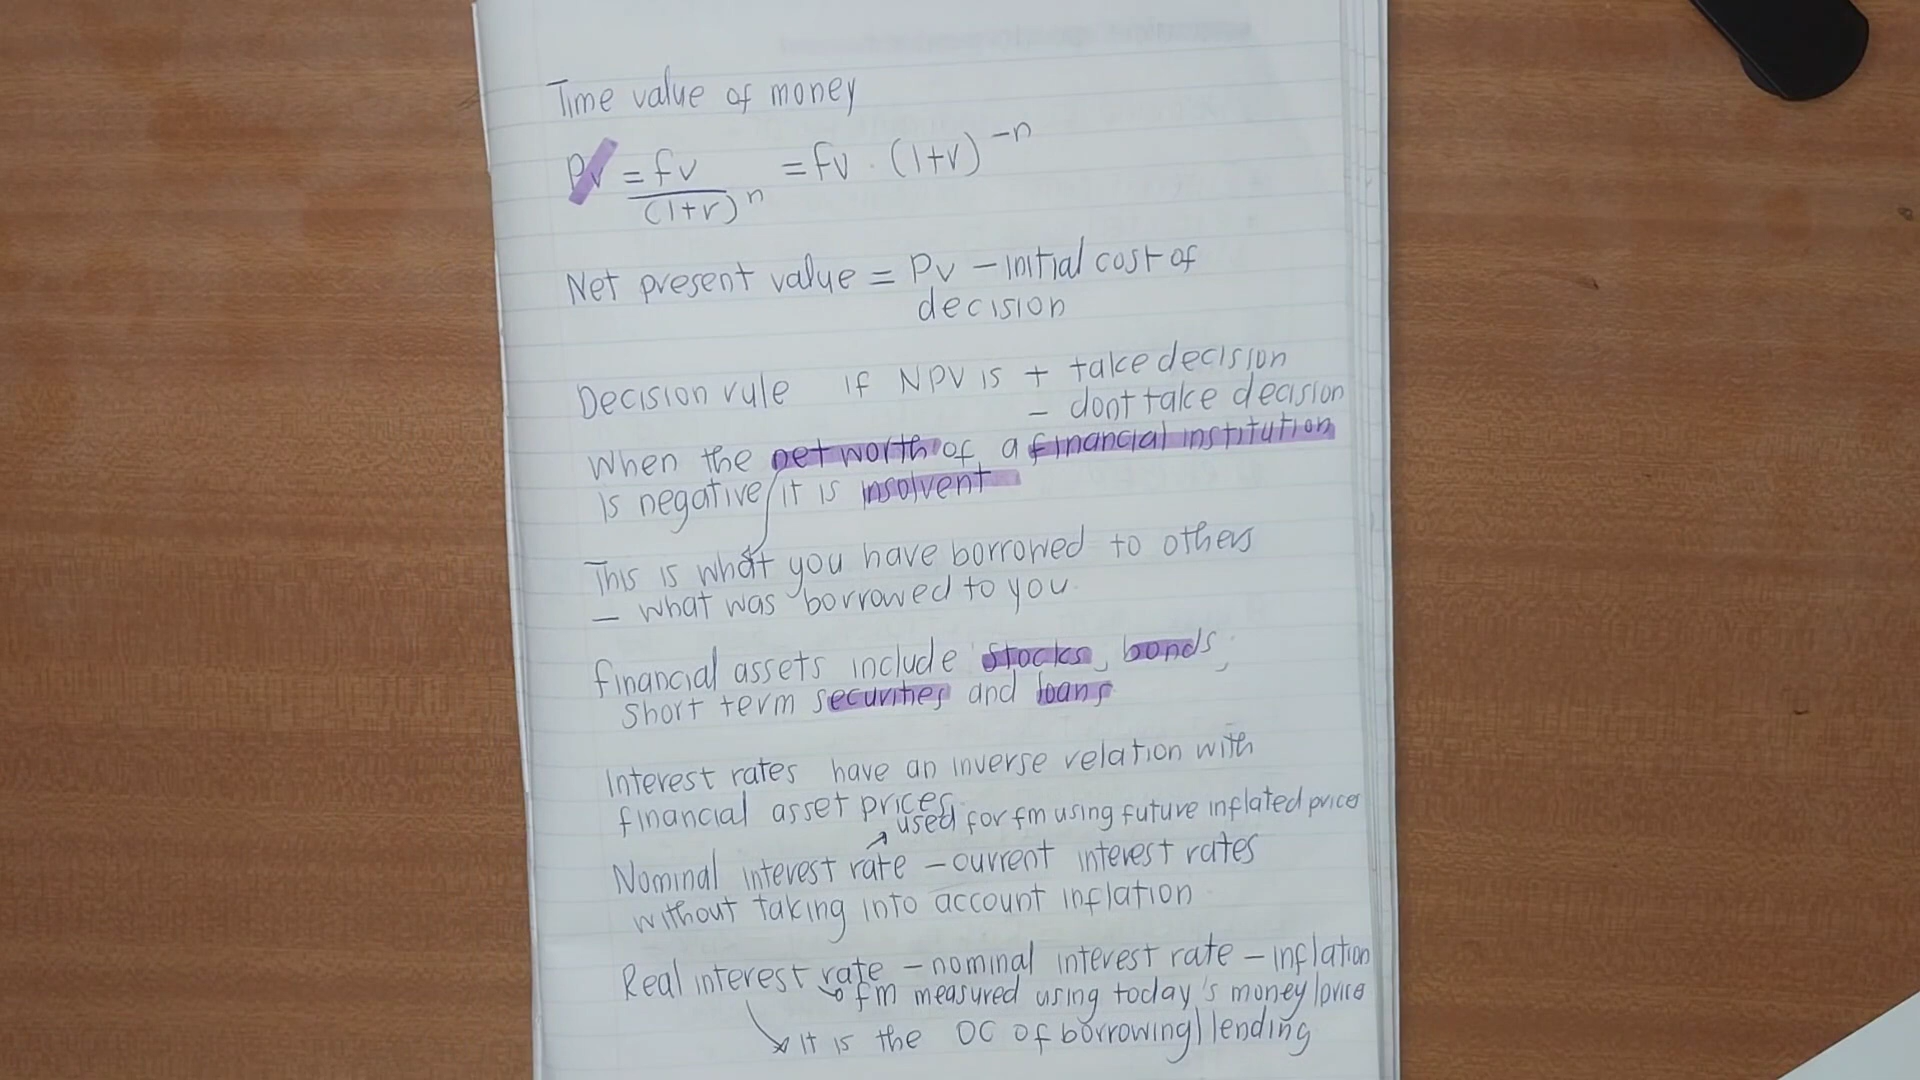 Time value of money
PV = fv / (1+r)^n = fv · (1+r)^-n
Net present value = PV – initial cost of
decision
Decision rule if NPV is + take decision
– dont take decision
When the net worth of a financial institution
is negative it is insolvent
This is what you have borrowed to others
– what was borrowed to you.
financial assets include stocks, bonds,
short term securities and loans
Interest rates have an inverse relation with
financial asset prices.
used for fm using future inflated prices
Nominal interest rate – current interest rates
without taking into account inflation
Real interest rate – nominal interest rate – inflation
fm measured using today's money/price
it is the OC of borrowing/lending